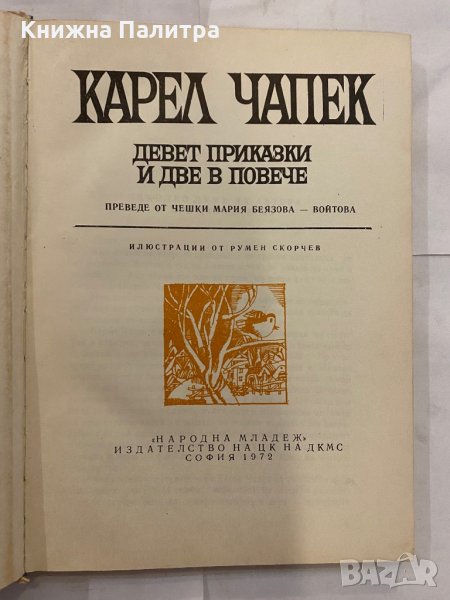 Книжна Палитра
КАРЕЛ ЧАПЕК
ДЕВЕТ ПРИКАЗКИ
И ДВЕ В ПОВЕЧЕ
ПРЕВЕДЕ ОТ ЧЕШКИ МАРИЯ БЕЯЗОВА — ВОЙТОВА
ИЛЮСТРАЦИИ ОТ РУМЕН СКОРЧЕВ
«НАРОДНА МЛАДЕЖ»
ИЗДАТЕЛСТВО НА ЦК НА ДКМС
СОФИЯ 1972
BAZAR